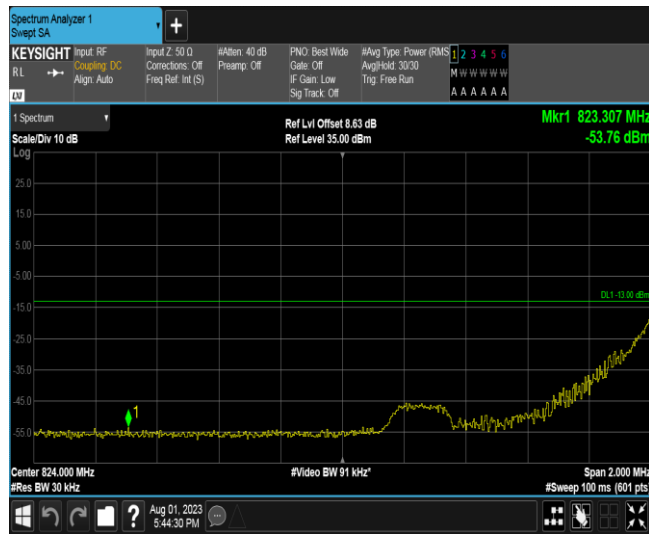 Spectrum Analyzer 1
Swept SA
+
KEYSIGHT
RL
LXI
Input: RF
Coupling: DC
Align: Auto
Input Z: 50 Ω
Corrections: Off
Freq Ref: Int (S)
#Atten: 40 dB
Preamp: Off
PNO: Best Wide
Gate: Off
IF Gain: Low
Sig Track: Off
#Avg Type: Power (RMS
Avg|Hold: 30/30
Trig: Free Run
1 2 3 4 5 6
M W W W W W
A A A A A A
1 Spectrum
Scale/Div 10 dB
Log
Ref Lvl Offset 8.63 dB
Ref Level 35.00 dBm
Mkr1 823.307 MHz
-53.76 dBm
25.0
15.0
5.00
-5.00
DL1 -13.00 dBm
-15.0
-25.0
-35.0
-45.0
1
-55.0
Center 824.000 MHz
#Video BW 91 kHz*
Span 2.000 MHz
#Res BW 30 kHz
#Sweep 100 ms (601 pts
?
Aug 01, 2023
5:44:30 PM